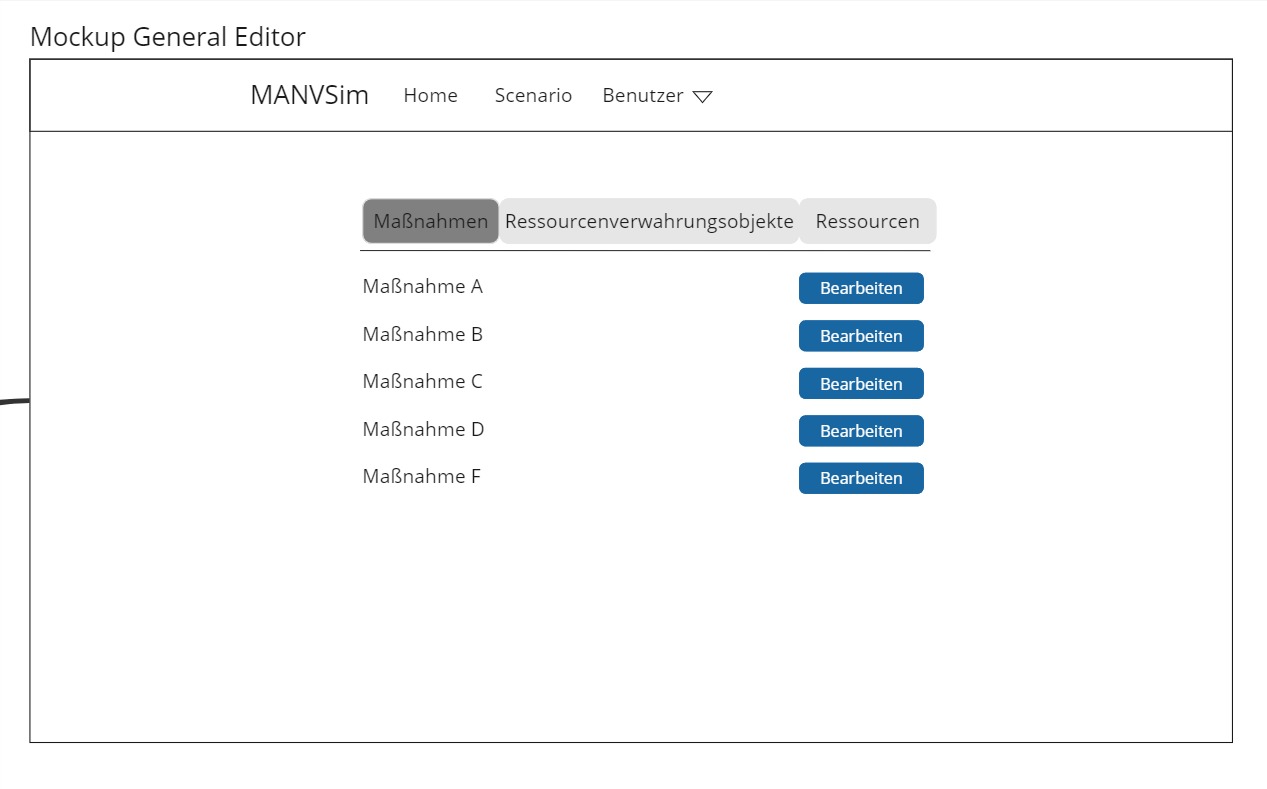 Mockup General Editor
MANVSim Home Scenario Benutzer
Maßnahmen Ressourcenverwahrungsobjekte Ressourcen
Maßnahme A Bearbeiten
Maßnahme B Bearbeiten
Maßnahme C Bearbeiten
Maßnahme D Bearbeiten
Maßnahme F Bearbeiten